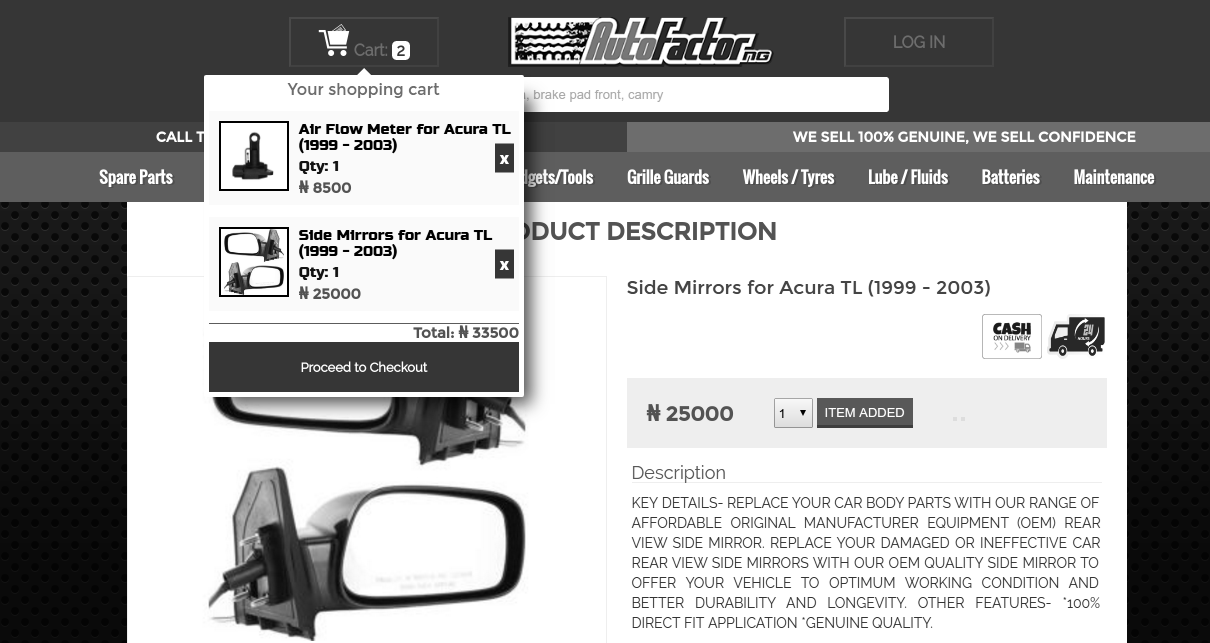 Cart: 2
AutoFactor NG
LOG IN
Your shopping cart
, brake pad front, camry
CALL
WE SELL 100% GENUINE, WE SELL CONFIDENCE
Spare Parts
dgets/Tools
Grille Guards
Wheels / Tyres
Lube / Fluids
Batteries
Maintenance
Air Flow Meter for Acura TL
(1999 - 2003)
Qty: 1
₦ 8500
x
Side Mirrors for Acura TL
(1999 - 2003)
Qty: 1
₦ 25000
x
Total: ₦ 33500
Proceed to Checkout
ODUCT DESCRIPTION
Side Mirrors for Acura TL (1999 - 2003)
CASH
ON DELIVERY
24
HOURS
₦ 25000
1
ITEM ADDED
Description
KEY DETAILS- REPLACE YOUR CAR BODY PARTS WITH OUR RANGE OF
AFFORDABLE ORIGINAL MANUFACTURER EQUIPMENT (OEM) REAR
VIEW SIDE MIRROR. REPLACE YOUR DAMAGED OR INEFFECTIVE CAR
REAR VIEW SIDE MIRRORS WITH OUR OEM QUALITY SIDE MIRROR TO
OFFER YOUR VEHICLE TO OPTIMUM WORKING CONDITION AND
BETTER DURABILITY AND LONGEVITY. OTHER FEATURES- *100%
DIRECT FIT APPLICATION *GENUINE QUALITY.